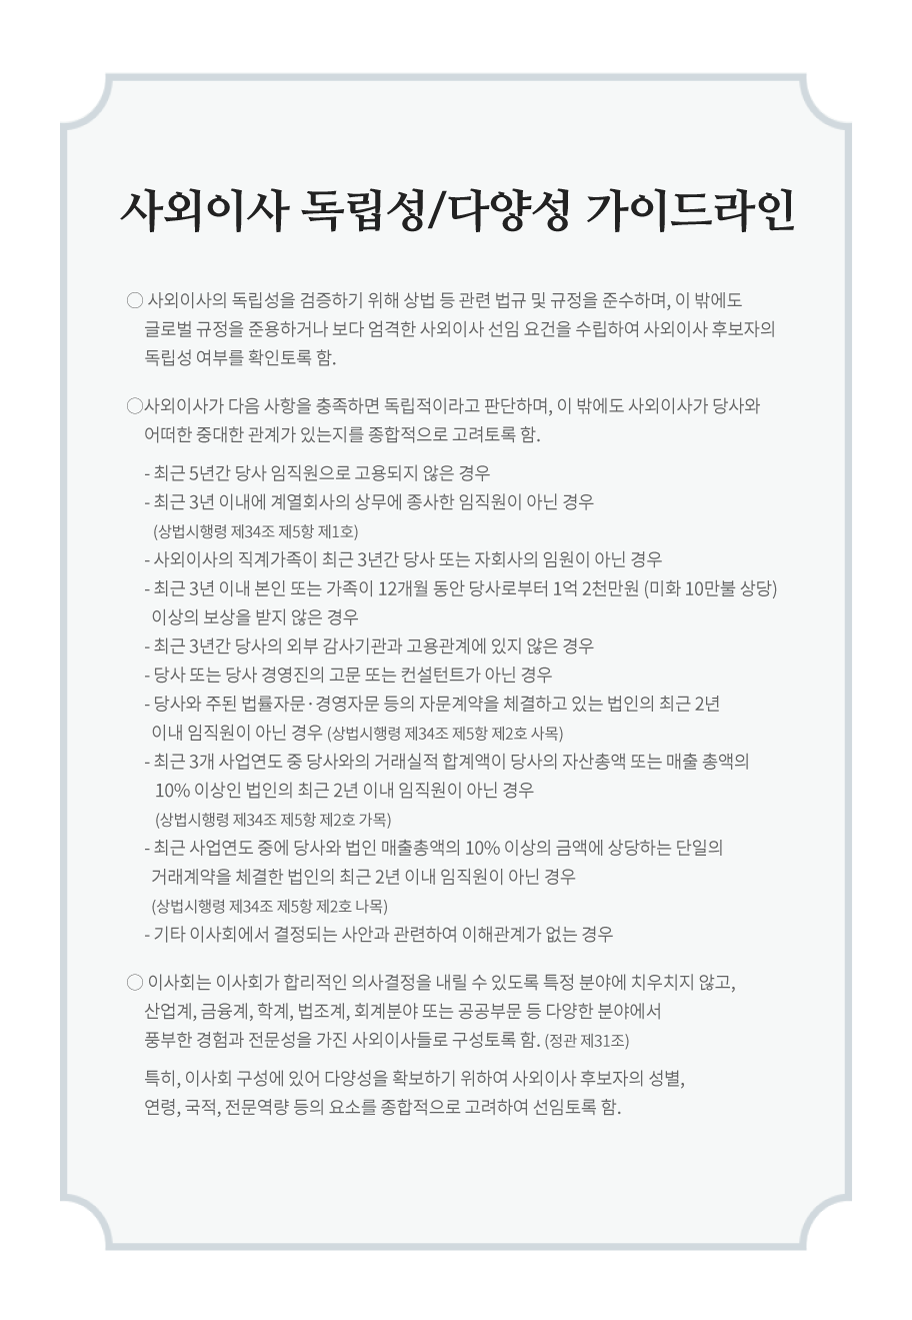 사외이사 독립성/다양성 가이드라인
○ 사외이사의 독립성을 검증하기 위해 상법 등 관련 법규 및 규정을 준수하며, 이 밖에도
글로벌 규정을 준용하거나 보다 엄격한 사외이사 선임 요건을 수립하여 사외이사 후보자의
독립성 여부를 확인토록 함.
○사외이사가 다음 사항을 충족하면 독립적이라고 판단하며, 이 밖에도 사외이사가 당사와
어떠한 중대한 관계가 있는지를 종합적으로 고려토록 함.
- 최근 5년간 당사 임직원으로 고용되지 않은 경우
- 최근 3년 이내에 계열회사의 상무에 종사한 임직원이 아닌 경우
(상법시행령 제34조 제5항 제1호)
- 사외이사의 직계가족이 최근 3년간 당사 또는 자회사의 임원이 아닌 경우
- 최근 3년 이내 본인 또는 가족이 12개월 동안 당사로부터 1억 2천만원 (미화 10만불 상당)
이상의 보상을 받지 않은 경우
- 최근 3년간 당사의 외부 감사기관과 고용관계에 있지 않은 경우
- 당사 또는 당사 경영진의 고문 또는 컨설턴트가 아닌 경우
- 당사와 주된 법률자문·경영자문 등의 자문계약을 체결하고 있는 법인의 최근 2년
이내 임직원이 아닌 경우 (상법시행령 제34조 제5항 제2호 사목)
- 최근 3개 사업연도 중 당사와의 거래실적 합계액이 당사의 자산총액 또는 매출 총액의
10% 이상인 법인의 최근 2년 이내 임직원이 아닌 경우
(상법시행령 제34조 제5항 제2호 가목)
- 최근 사업연도 중에 당사와 법인 매출총액의 10% 이상의 금액에 상당하는 단일의
거래계약을 체결한 법인의 최근 2년 이내 임직원이 아닌 경우
(상법시행령 제34조 제5항 제2호 나목)
- 기타 이사회에서 결정되는 사안과 관련하여 이해관계가 없는 경우
○ 이사회는 이사회가 합리적인 의사결정을 내릴 수 있도록 특정 분야에 치우치지 않고,
산업계, 금융계, 학계, 법조계, 회계분야 또는 공공부문 등 다양한 분야에서
풍부한 경험과 전문성을 가진 사외이사들로 구성토록 함. (정관 제31조)
특히, 이사회 구성에 있어 다양성을 확보하기 위하여 사외이사 후보자의 성별,
연령, 국적, 전문역량 등의 요소를 종합적으로 고려하여 선임토록 함.